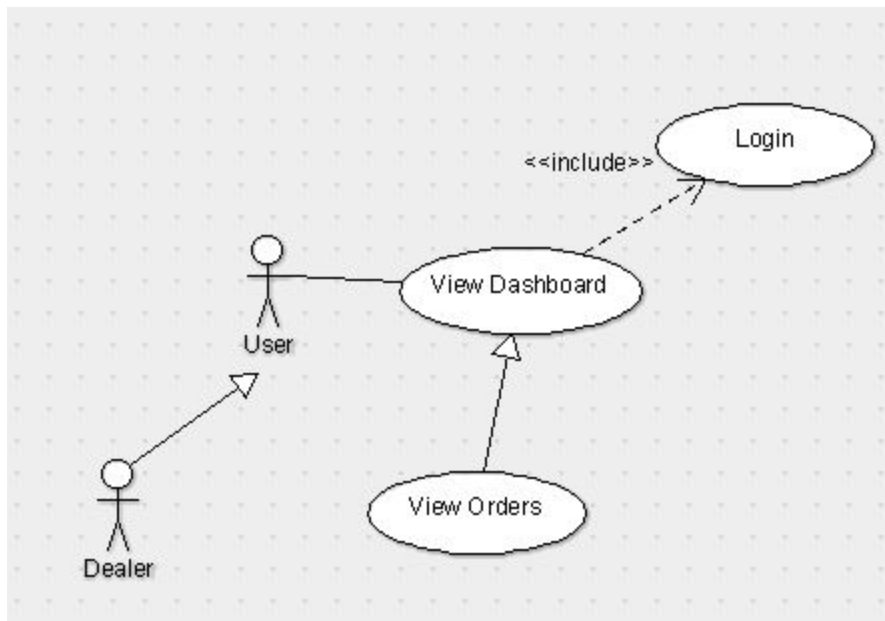 Login
<<include>>
View Dashboard
User
View Orders
Dealer